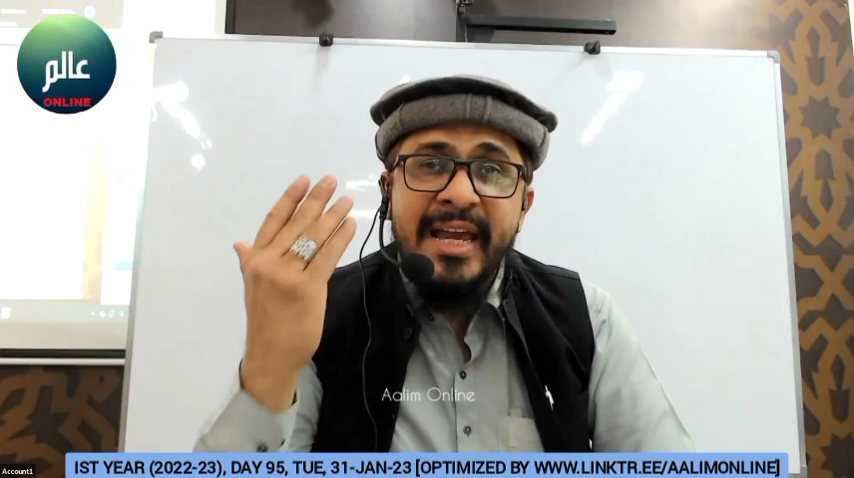 عالم
ONLINE
Aalim Online
Account1
IST YEAR (2022-23), DAY 95, TUE, 31-JAN-23 [OPTIMIZED BY WWW.LINKTR.EE/AALIMONLINE]